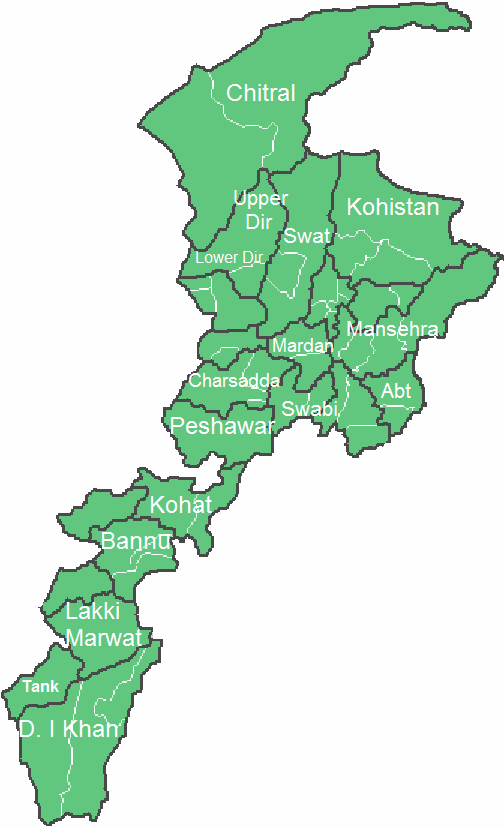 Chitral
Upper
Dir
Kohistan
Swat
Lower Dir
Mansehra
Mardan
Charsadda
Abt
Swabi
Peshawar
Kohat
Bannu
Lakki
Marwat
Tank
D. I Khan